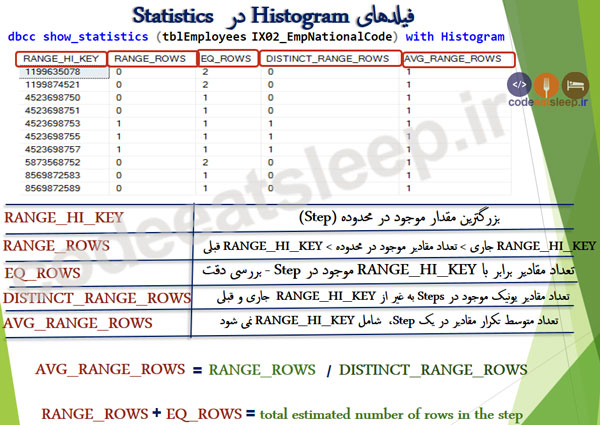 فیلدهای Histogram در Statistics
dbcc show_statistics (tblEmployees IX02_EmpNationalCode) with Histogram
RANGE_HI_KEY RANGE_ROWS EQ_ROWS DISTINCT_RANGE_ROWS AVG_RANGE_ROWS
1199635078 0 2 0 1
1199874521 0 2 0 1
4523698750 0 1 0 1
4523698751 0 1 0 1
4523698753 1 1 1 1
4523698755 1 1 1 1
4523698757 1 1 1 1
5873568752 0 2 0 1
8569872583 0 1 0 1
8569872589 0 1 0 1
codeeatsleep.ir
codeeatsleep.ir
RANGE_HI_KEY بزرگترین مقدار موجود در محدوده (Step)
RANGE_ROWS RANGE_HI_KEY جاری > تعداد مقادیر موجود در محدوده > RANGE_HI_KEY قبلی
EQ_ROWS تعداد مقادیر برابر با RANGE_HI_KEY موجود در Step - بررسی دقت
DISTINCT_RANGE_ROWS تعداد مقادیر یونیک موجود در Steps به غیر از RANGE_HI_KEY جاری و قبلی
AVG_RANGE_ROWS تعداد متوسط تکرار مقادیر در یک Step، شامل RANGE_HI_KEY نمی شود
AVG_RANGE_ROWS = RANGE_ROWS / DISTINCT_RANGE_ROWS
RANGE_ROWS + EQ_ROWS = total estimated number of rows in the step